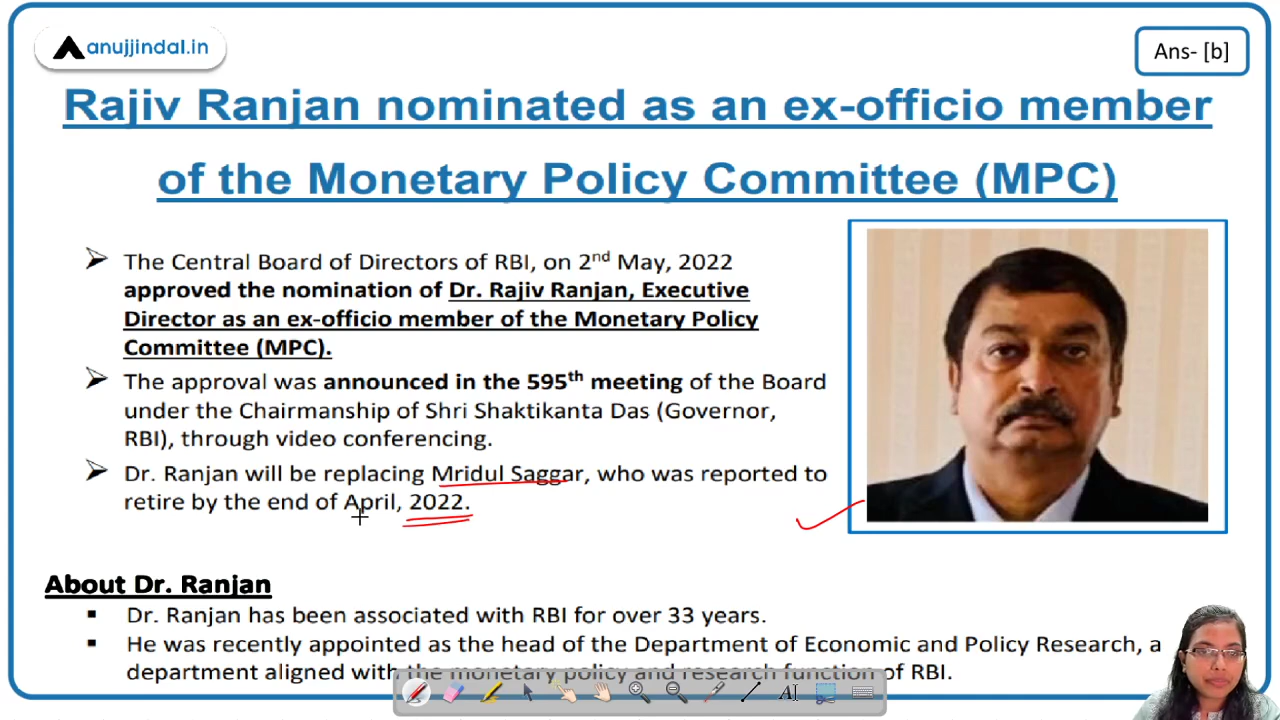 anujjindal.in
Ans- [b]
Rajiv Ranjan nominated as an ex-officio member
of the Monetary Policy Committee (MPC)
➢ The Central Board of Directors of RBI, on 2nd May, 2022
approved the nomination of Dr. Rajiv Ranjan, Executive
Director as an ex-officio member of the Monetary Policy
Committee (MPC).
➢ The approval was announced in the 595th meeting of the Board
under the Chairmanship of Shri Shaktikanta Das (Governor,
RBI), through video conferencing.
➢ Dr. Ranjan will be replacing Mridul Saggar, who was reported to
retire by the end of April, 2022.
About Dr. Ranjan
▪ Dr. Ranjan has been associated with RBI for over 33 years.
▪ He was recently appointed as the head of the Department of Economic and Policy Research, a
department aligned with the monetary policy and research function of RBI.